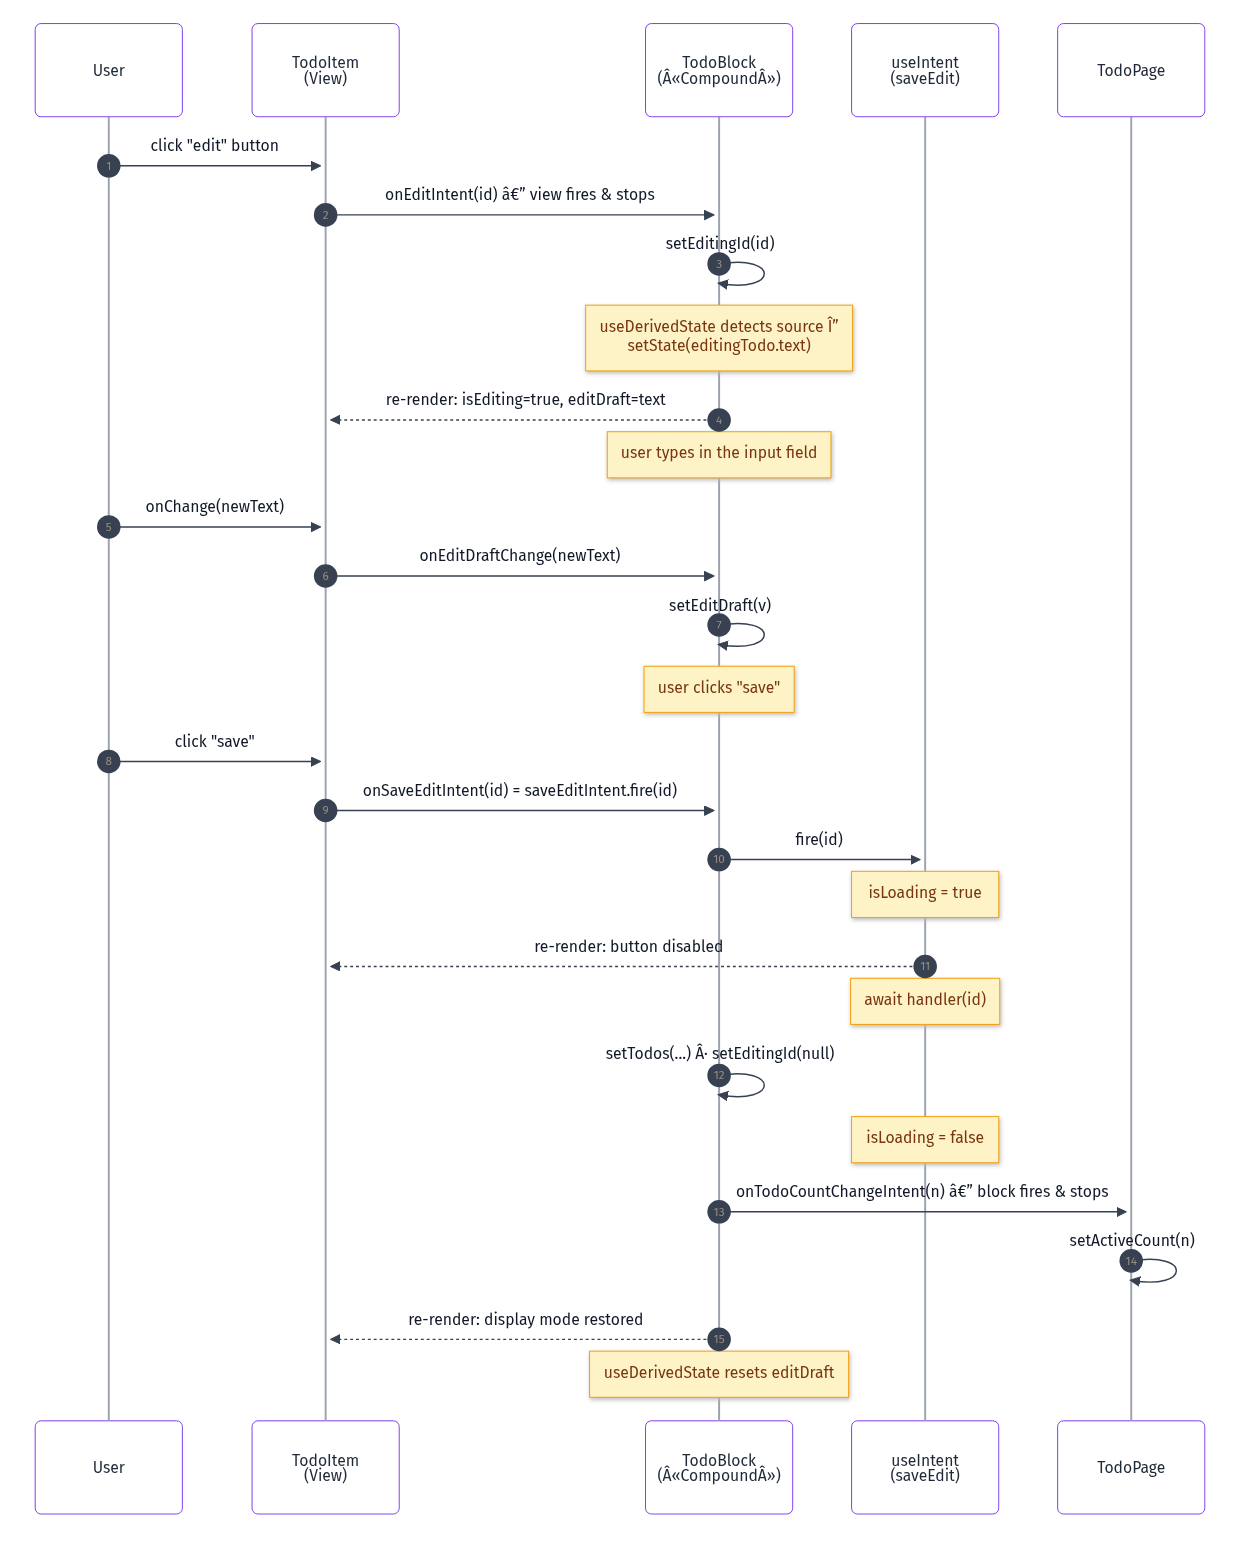 User
TodoItem
(View)
TodoBlock
(Â«CompoundÂ»)
useIntent
(saveEdit)
TodoPage
click "edit" button
1
onEditIntent(id) â€” view fires & stops
2
setEditingId(id)
3
useDerivedState detects source Î”
setState(editingTodo.text)
re-render: isEditing=true, editDraft=text
4
user types in the input field
onChange(newText)
5
onEditDraftChange(newText)
6
setEditDraft(v)
7
user clicks "save"
click "save"
8
onSaveEditIntent(id) = saveEditIntent.fire(id)
9
fire(id)
10
isLoading = true
re-render: button disabled
11
await handler(id)
setTodos(...) Â· setEditingId(null)
12
isLoading = false
onTodoCountChangeIntent(n) â€” block fires & stops
13
setActiveCount(n)
14
re-render: display mode restored
15
useDerivedState resets editDraft
User
TodoItem
(View)
TodoBlock
(Â«CompoundÂ»)
useIntent
(saveEdit)
TodoPage